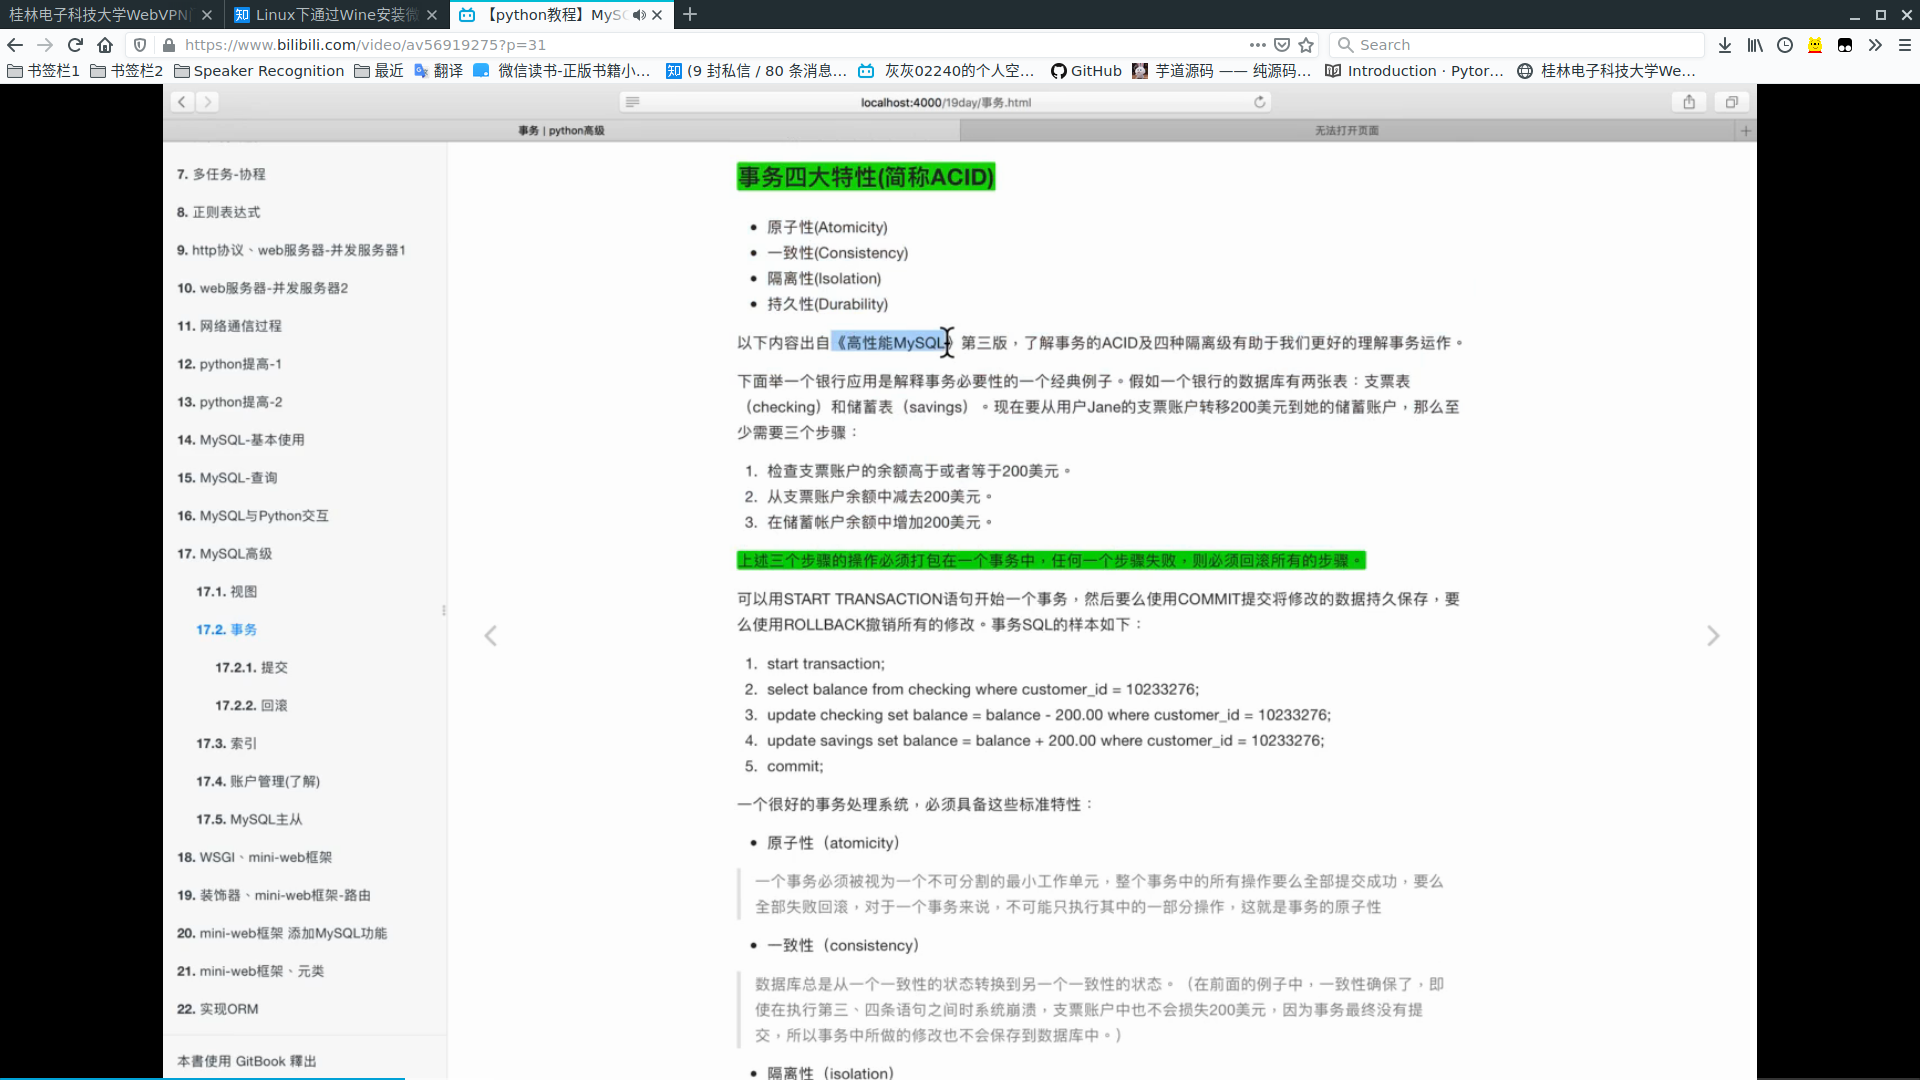 桂林电子科技大学WebVPN
Linux下通过Wine安装微
【python教程】MySQ
https://www.bilibili.com/video/av56919275?p=31
Search
书签栏1
书签栏2
Speaker Recognition
最近
翻译
微信读书-正版书籍小…
(9 封私信 / 80 条消息…
灰灰02240的个人空…
GitHub
芋道源码 —— 纯源码…
Introduction · Pytor…
桂林电子科技大学We…
localhost:4000/19day/事务.html
事务 | python高级
无法打开页面
7. 多任务-协程
8. 正则表达式
9. http协议、web服务器-并发服务器1
10. web服务器-并发服务器2
11. 网络通信过程
12. python提高-1
13. python提高-2
14. MySQL-基本使用
15. MySQL-查询
16. MySQL与Python交互
17. MySQL高级
17.1. 视图
17.2. 事务
17.2.1. 提交
17.2.2. 回滚
17.3. 索引
17.4. 账户管理(了解)
17.5. MySQL主从
18. WSGI、mini-web框架
19. 装饰器、mini-web框架-路由
20. mini-web框架 添加MySQL功能
21. mini-web框架、元类
22. 实现ORM
本書使用 GitBook 釋出
事务四大特性(简称ACID)
• 原子性(Atomicity)
• 一致性(Consistency)
• 隔离性(Isolation)
• 持久性(Durability)
以下内容出自《高性能MySQL》第三版，了解事务的ACID及四种隔离级有助于我们更好的理解事务运作。
下面举一个银行应用是解释事务必要性的一个经典例子。假如一个银行的数据库有两张表：支票表
（checking）和储蓄表（savings）。现在要从用户Jane的支票账户转移200美元到她的储蓄账户，那么至
少需要三个步骤：
1. 检查支票账户的余额高于或者等于200美元。
2. 从支票账户余额中减去200美元。
3. 在储蓄帐户余额中增加200美元。
上述三个步骤的操作必须打包在一个事务中，任何一个步骤失败，则必须回滚所有的步骤。
可以用START TRANSACTION语句开始一个事务，然后要么使用COMMIT提交将修改的数据持久保存，要
么使用ROLLBACK撤销所有的修改。事务SQL的样本如下：
1. start transaction;
2. select balance from checking where customer_id = 10233276;
3. update checking set balance = balance - 200.00 where customer_id = 10233276;
4. update savings set balance = balance + 200.00 where customer_id = 10233276;
5. commit;
一个很好的事务处理系统，必须具备这些标准特性：
• 原子性（atomicity）
一个事务必须被视为一个不可分割的最小工作单元，整个事务中的所有操作要么全部提交成功，要么
全部失败回滚，对于一个事务来说，不可能只执行其中的一部分操作，这就是事务的原子性
• 一致性（consistency）
数据库总是从一个一致性的状态转换到另一个一致性的状态。（在前面的例子中，一致性确保了，即
使在执行第三、四条语句之间时系统崩溃，支票账户中也不会损失200美元，因为事务最终没有提
交，所以事务中所做的修改也不会保存到数据库中。）
• 隔离性（isolation）